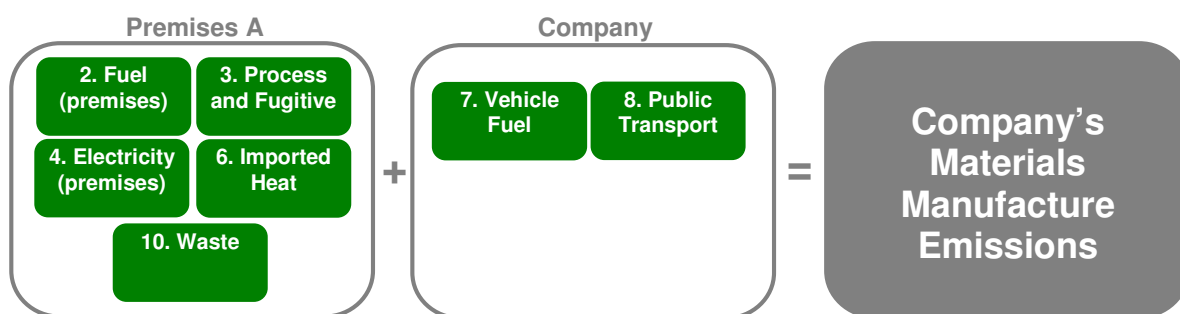 Premises A
2. Fuel
(premises)
3. Process
and Fugitive
4. Electricity
(premises)
6. Imported
Heat
10. Waste
+
Company
7. Vehicle
Fuel
8. Public
Transport
=
Company’s
Materials
Manufacture
Emissions